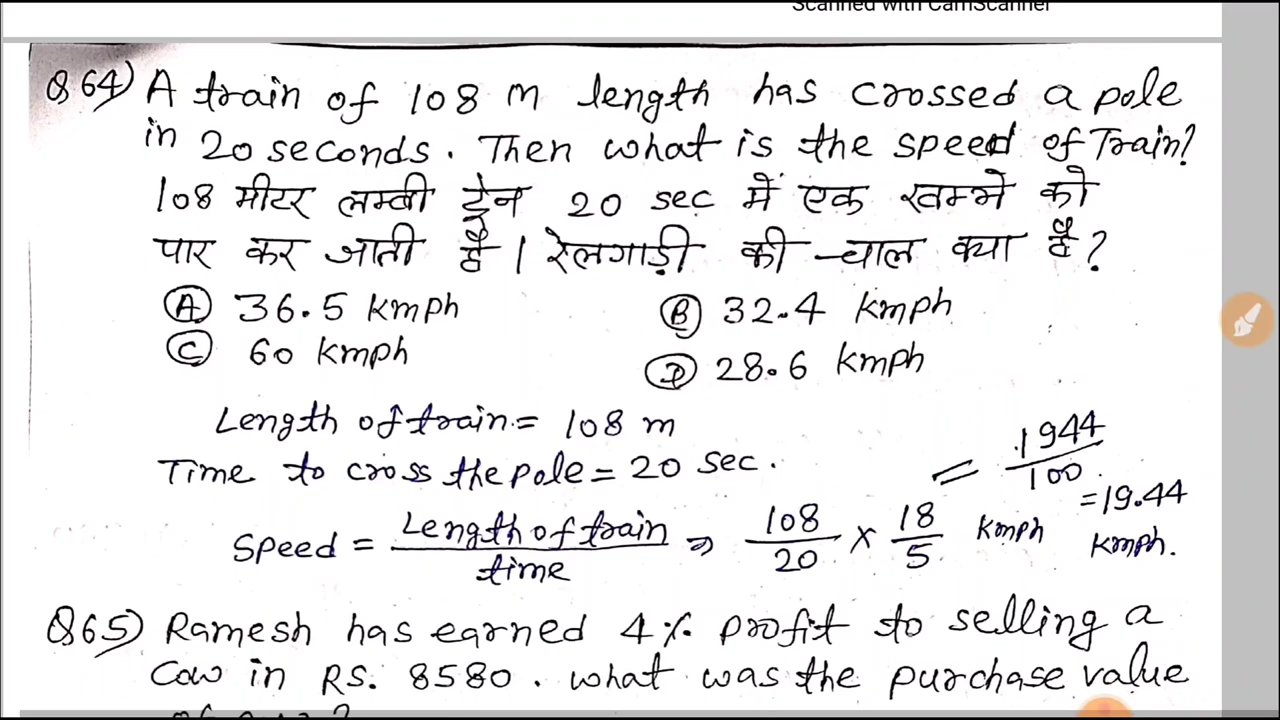 Scanned with CamScanner
Q 64) A train of 108 m length has crossed a pole
in 20 seconds. Then what is the speed of Train?
108 मीटर लम्बी ट्रेन 20 sec में एक खम्भे को
पार कर जाती है। रेलगाड़ी की चाल क्या है?
(A) 36.5 kmph (B) 32.4 kmph
(C) 60 kmph (D) 28.6 kmph
Length of train = 108 m
Time to cross the pole = 20 sec.
Speed = Length of train / time ⇒ 108/20 × 18/5 kmph
= 1944/100
= 19.44
kmph.
Q 65) Ramesh has earned 4% profit to selling a
Cow in RS. 8580. what was the purchase value